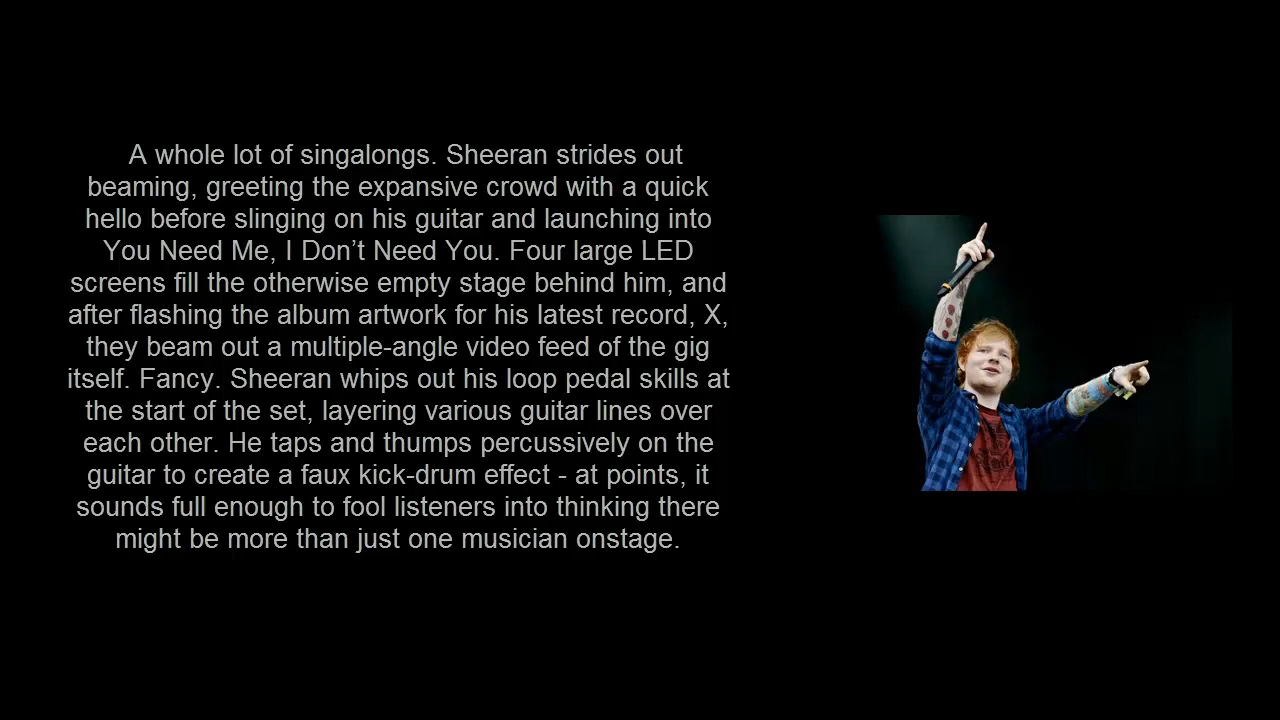 A whole lot of singalongs. Sheeran strides out
beaming, greeting the expansive crowd with a quick
hello before slinging on his guitar and launching into
You Need Me, I Don’t Need You. Four large LED
screens fill the otherwise empty stage behind him, and
after flashing the album artwork for his latest record, X,
they beam out a multiple-angle video feed of the gig
itself. Fancy. Sheeran whips out his loop pedal skills at
the start of the set, layering various guitar lines over
each other. He taps and thumps percussively on the
guitar to create a faux kick-drum effect - at points, it
sounds full enough to fool listeners into thinking there
might be more than just one musician onstage.